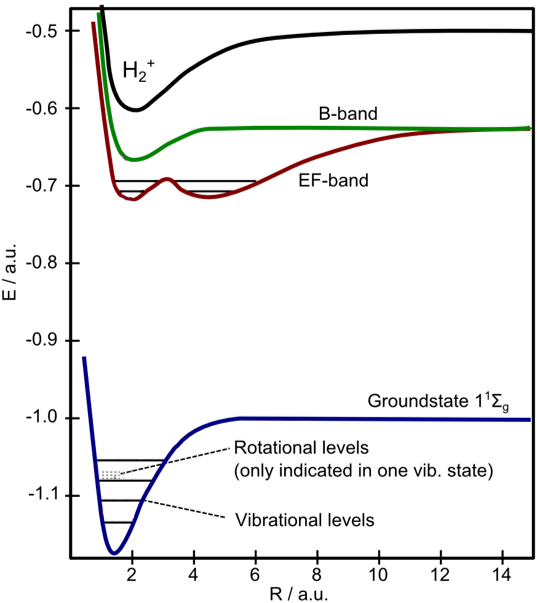 -0.5
H₂⁺
-0.6
B-band
-0.7
EF-band
-0.8
E / a.u.
-0.9
Groundstate 1¹Σg
-1.0
Rotational levels
(only indicated in one vib. state)
-1.1
Vibrational levels
2 4 6 8 10 12 14
R / a.u.